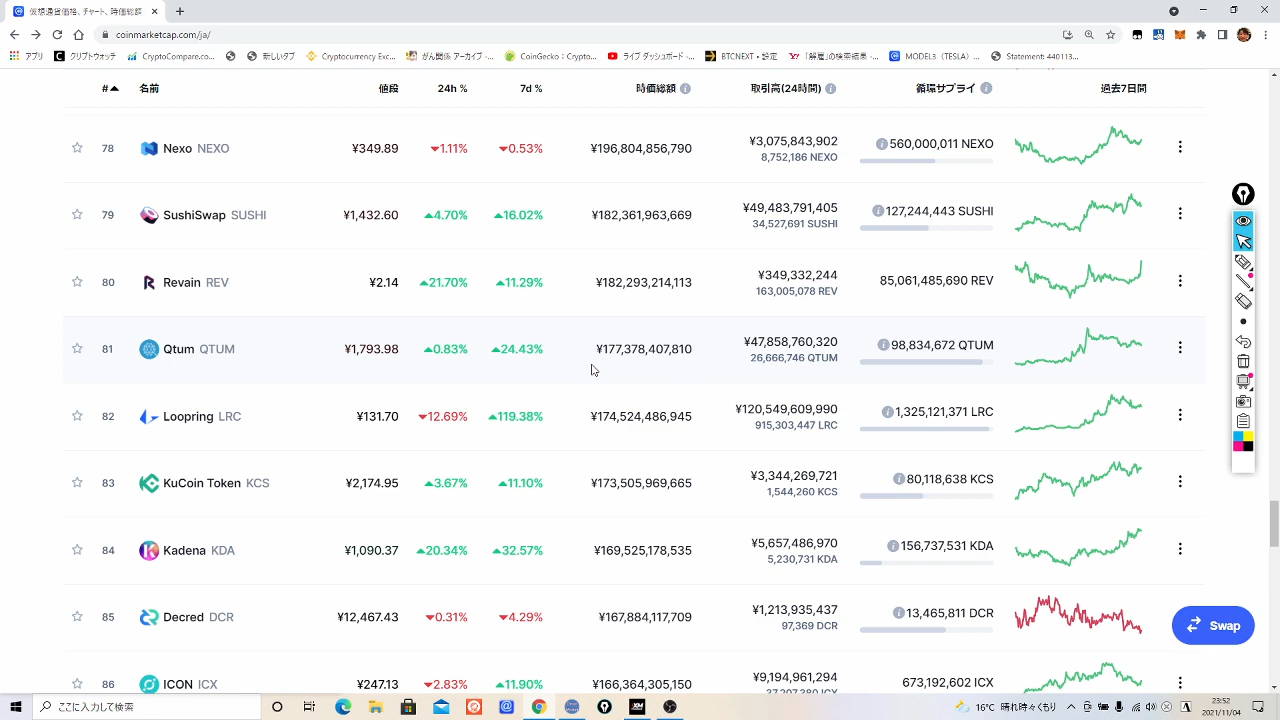 仮想通貨価格、チャート、時価総額
coinmarketcap.com/ja/
アプリ クリプトウォッチ CryptoComparo... 新しいタブ Cryptocurrency Exc... がん関係 アーカイブ -... CoinGecko : Crypto... ライブ ダッシュボード -... BTCNEXT • 設定 MODEL3（TESLA）... Statement 440113...
# 名前 値段 24h % 7d % 時価総額 取引高(24時間) 循環サプライ 過去7日間
78 Nexo NEXO ¥349.89 1.11% 0.53% ¥196,804,856,790 ¥3,075,843,902 560,000,011 NEXO
8,752,186 NEXO
79 SushiSwap SUSHI ¥1,432.60 4.70% 16.02% ¥182,361,963,669 ¥49,483,791,405 127,244,443 SUSHI
34,527,691 SUSHI
80 Revain REV ¥2.14 21.70% 11.29% ¥182,293,214,113 ¥349,332,244 85,061,485,690 REV
163,005,078 REV
81 Qtum QTUM ¥1,793.98 0.83% 24.43% ¥177,378,407,810 ¥47,858,760,320 98,834,672 QTUM
26,666,746 QTUM
82 Loopring LRC ¥131.70 12.69% 119.38% ¥174,524,486,945 ¥120,549,609,990 1,325,121,371 LRC
915,303,447 LRC
83 KuCoin Token KCS ¥2,174.95 3.67% 11.10% ¥173,505,969,665 ¥3,344,269,721 80,118,638 KCS
1,544,260 KCS
84 Kadena KDA ¥1,090.37 20.34% 32.57% ¥169,525,178,535 ¥5,657,486,970 156,737,531 KDA
5,230,731 KDA
85 Decred DCR ¥12,467.43 0.31% 4.29% ¥167,884,117,709 ¥1,213,935,437 13,465,811 DCR
97,369 DCR
Swap
86 ICON ICX ¥247.13 2.83% 11.90% ¥166,364,305,150 ¥9,194,961,294 673,192,602 ICX
ここに入力して検索 16°C 晴れ時々くもり A 23:52
2021/11/04